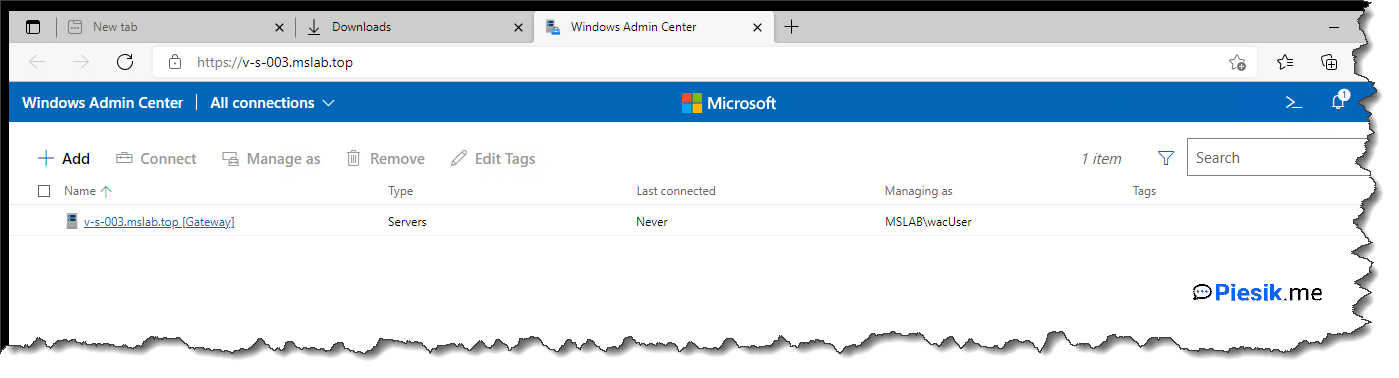 New tab
Downloads
Windows Admin Center
https://v-s-003.mslab.top
Windows Admin Center
All connections
Microsoft
1
Add
Connect
Manage as
Remove
Edit Tags
1 item
Search
Name
Type
Last connected
Managing as
Tags
v-s-003.mslab.top [Gateway]
Servers
Never
MSLAB\wacUser
Piesik.me